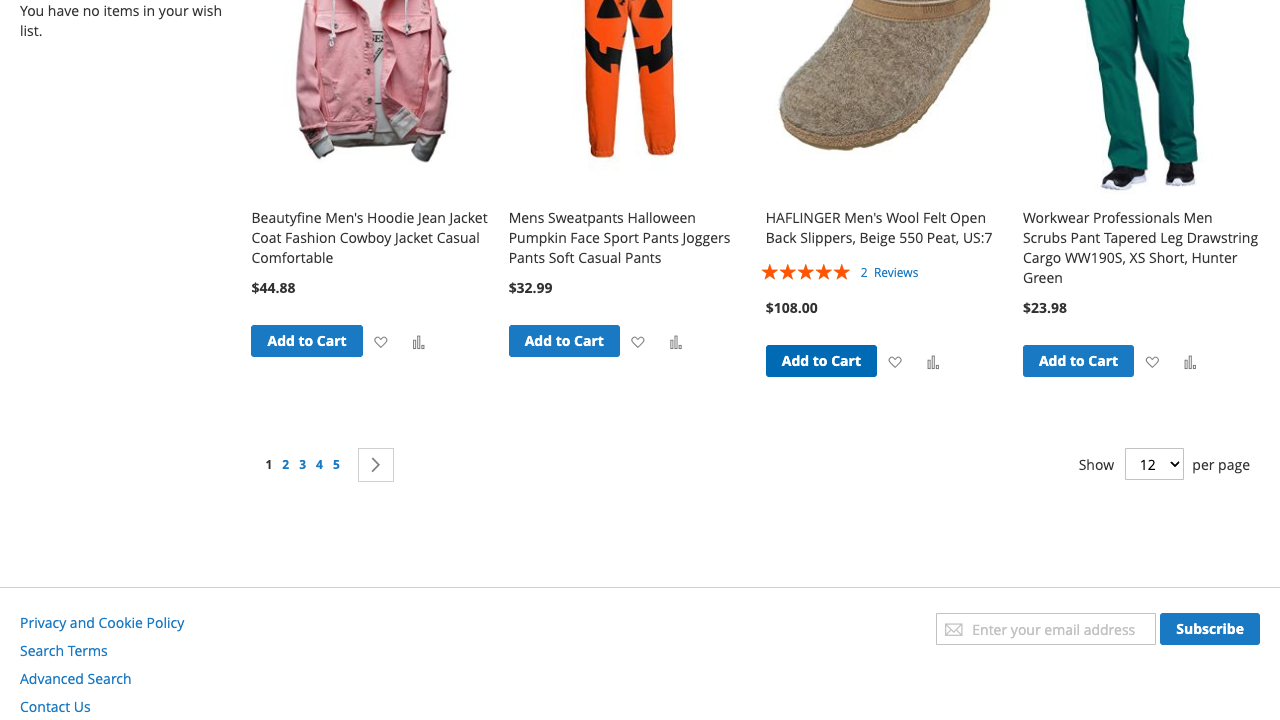 You have no items in your wish
list.
Beautyfine Men's Hoodie Jean Jacket
Coat Fashion Cowboy Jacket Casual
Comfortable
$44.88
Add to Cart
Mens Sweatpants Halloween
Pumpkin Face Sport Pants Joggers
Pants Soft Casual Pants
$32.99
Add to Cart
HAFLINGER Men's Wool Felt Open
Back Slippers, Beige 550 Peat, US:7
2 Reviews
$108.00
Add to Cart
Workwear Professionals Men
Scrubs Pant Tapered Leg Drawstring
Cargo WW190S, XS Short, Hunter
Green
$23.98
Add to Cart
1 2 3 4 5
Show 12 per page
Privacy and Cookie Policy
Search Terms
Advanced Search
Contact Us
Enter your email address
Subscribe